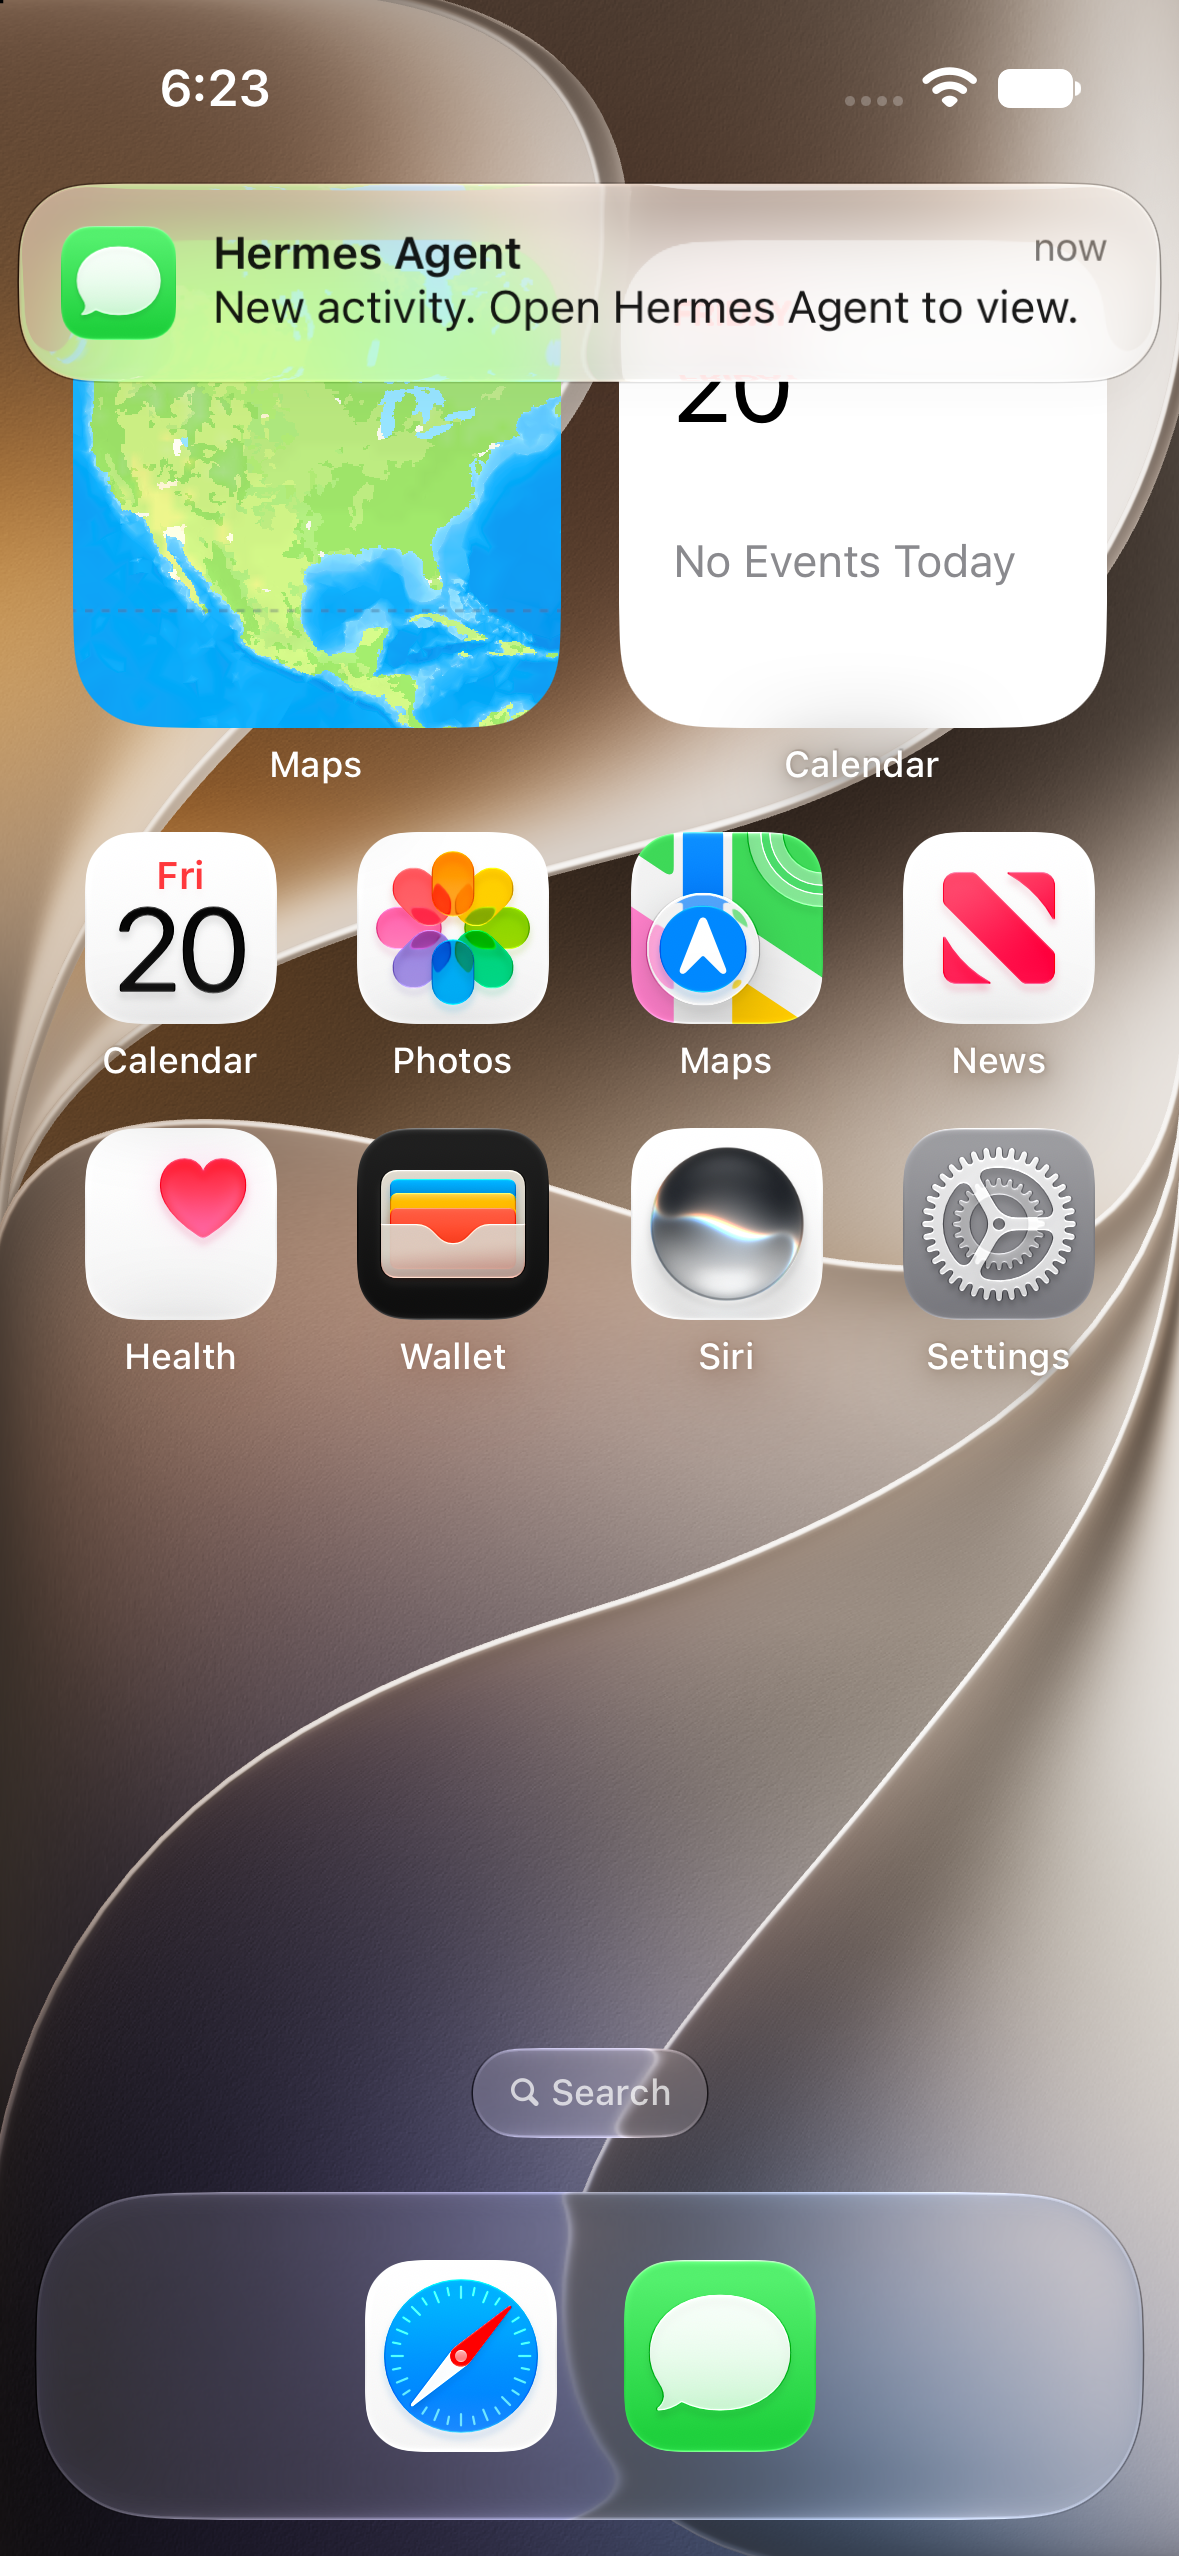 6:23
Hermes Agent
now
New activity. Open Hermes Agent to view.
20
No Events Today
Maps
Calendar
Fri
20
Calendar
Photos
Maps
News
Health
Wallet
Siri
Settings
Search